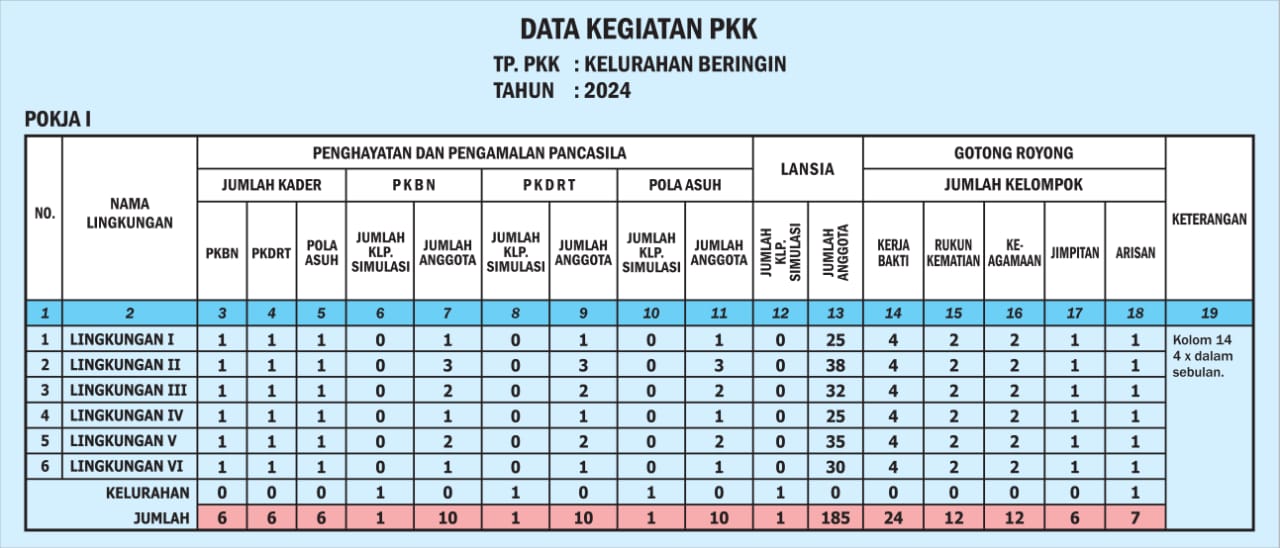 DATA KEGIATAN PKK
TP. PKK : KELURAHAN BERINGIN
TAHUN : 2024
POKJA I
NO. NAMA LINGKUNGAN PENGHAYATAN DAN PENGAMALAN PANCASILA LANSIA GOTONG ROYONG KETERANGAN
JUMLAH KADER PKBN PKDRT POLA ASUH JUMLAH KELOMPOK
PKBN PKDRT POLA ASUH JUMLAH KLP. SIMULASI JUMLAH ANGGOTA JUMLAH KLP. SIMULASI JUMLAH ANGGOTA JUMLAH KLP. SIMULASI JUMLAH ANGGOTA JUMLAH KLP. SIMULASI JUMLAH ANGGOTA KERJA BAKTI RUKUN KEMATIAN KE-AGAMAAN JIMPITAN ARISAN
1 2 3 4 5 6 7 8 9 10 11 12 13 14 15 16 17 18 19
1 LINGKUNGAN I 1 1 1 0 1 0 1 0 1 0 25 4 2 2 1 1 Kolom 14
2 LINGKUNGAN II 1 1 1 0 3 0 3 0 3 0 38 4 2 2 1 1 4 x dalam sebulan.
3 LINGKUNGAN III 1 1 1 0 2 0 2 0 2 0 32 4 2 2 1 1
4 LINGKUNGAN IV 1 1 1 0 1 0 1 0 1 0 25 4 2 2 1 1
5 LINGKUNGAN V 1 1 1 0 2 0 2 0 2 0 35 4 2 2 1 1
6 LINGKUNGAN VI 1 1 1 0 1 0 1 0 1 0 30 4 2 2 1 1
KELURAHAN 0 0 0 1 0 1 0 1 0 1 0 0 0 0 0 1
JUMLAH 6 6 6 1 10 1 10 1 10 1 185 24 12 12 6 7